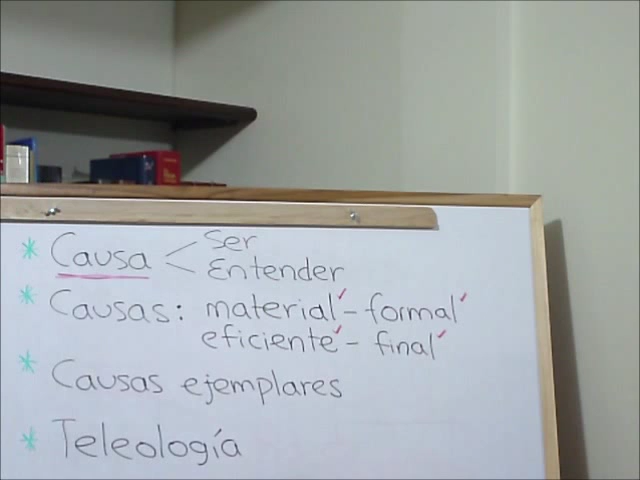 * Causa < Ser
Entender
* Causas: material - formal
eficiente - final
* Causas ejemplares
* Teleología